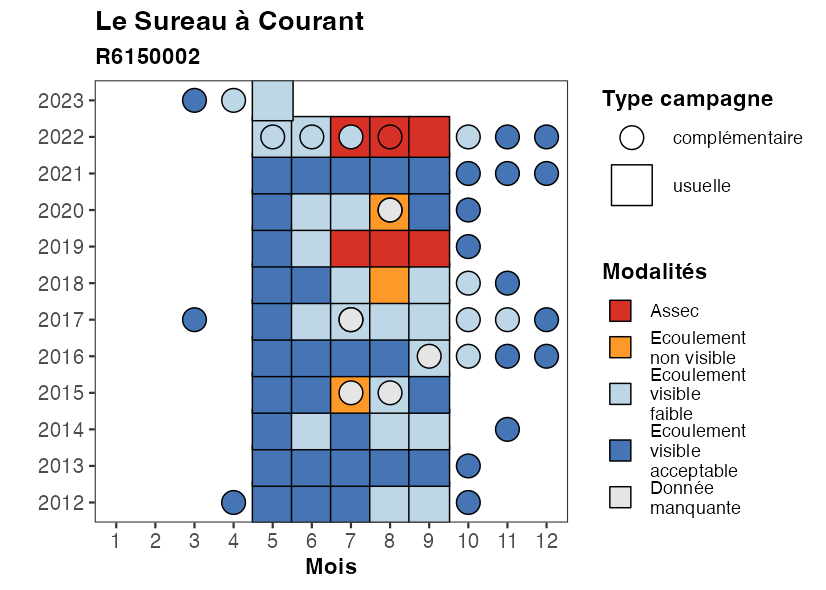 Le Sureau à Courant
R6150002
2023
2022
2021
2020
2019
2018
2017
2016
2015
2014
2013
2012
1 2 3 4 5 6 7 8 9 10 11 12
Mois
Type campagne
complémentaire
usuelle
Modalités
Assec
Ecoulement
non visible
Ecoulement
visible
faible
Ecoulement
visible
acceptable
Donnée
manquante